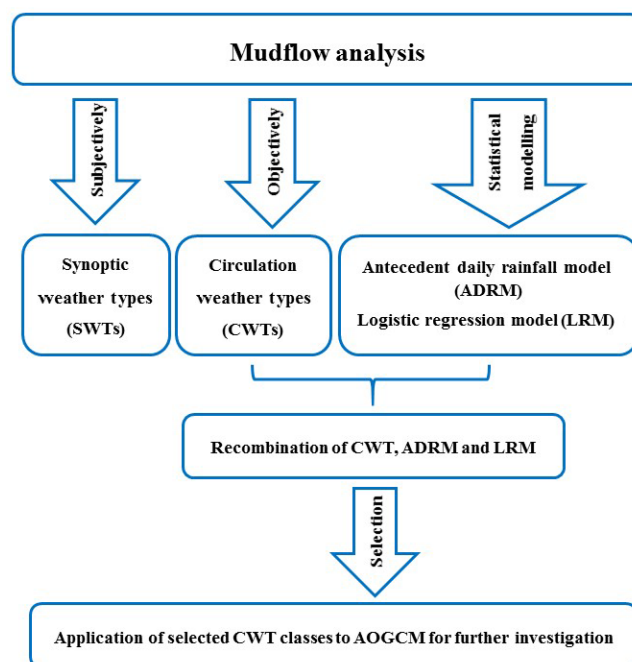 Mudflow analysis
Subjectively
Objectively
Statistical
modelling
Synoptic
weather types
(SWTs)
Circulation
weather types
(CWTs)
Antecedent daily rainfall model
(ADRM)
Logistic regression model (LRM)
Recombination of CWT, ADRM and LRM
Selection
Application of selected CWT classes to AOGCM for further investigation